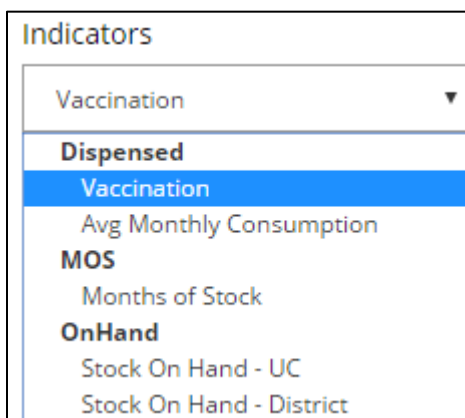 Indicators
Vaccination
Dispensed
Vaccination
Avg Monthly Consumption
MOS
Months of Stock
OnHand
Stock On Hand - UC
Stock On Hand - District